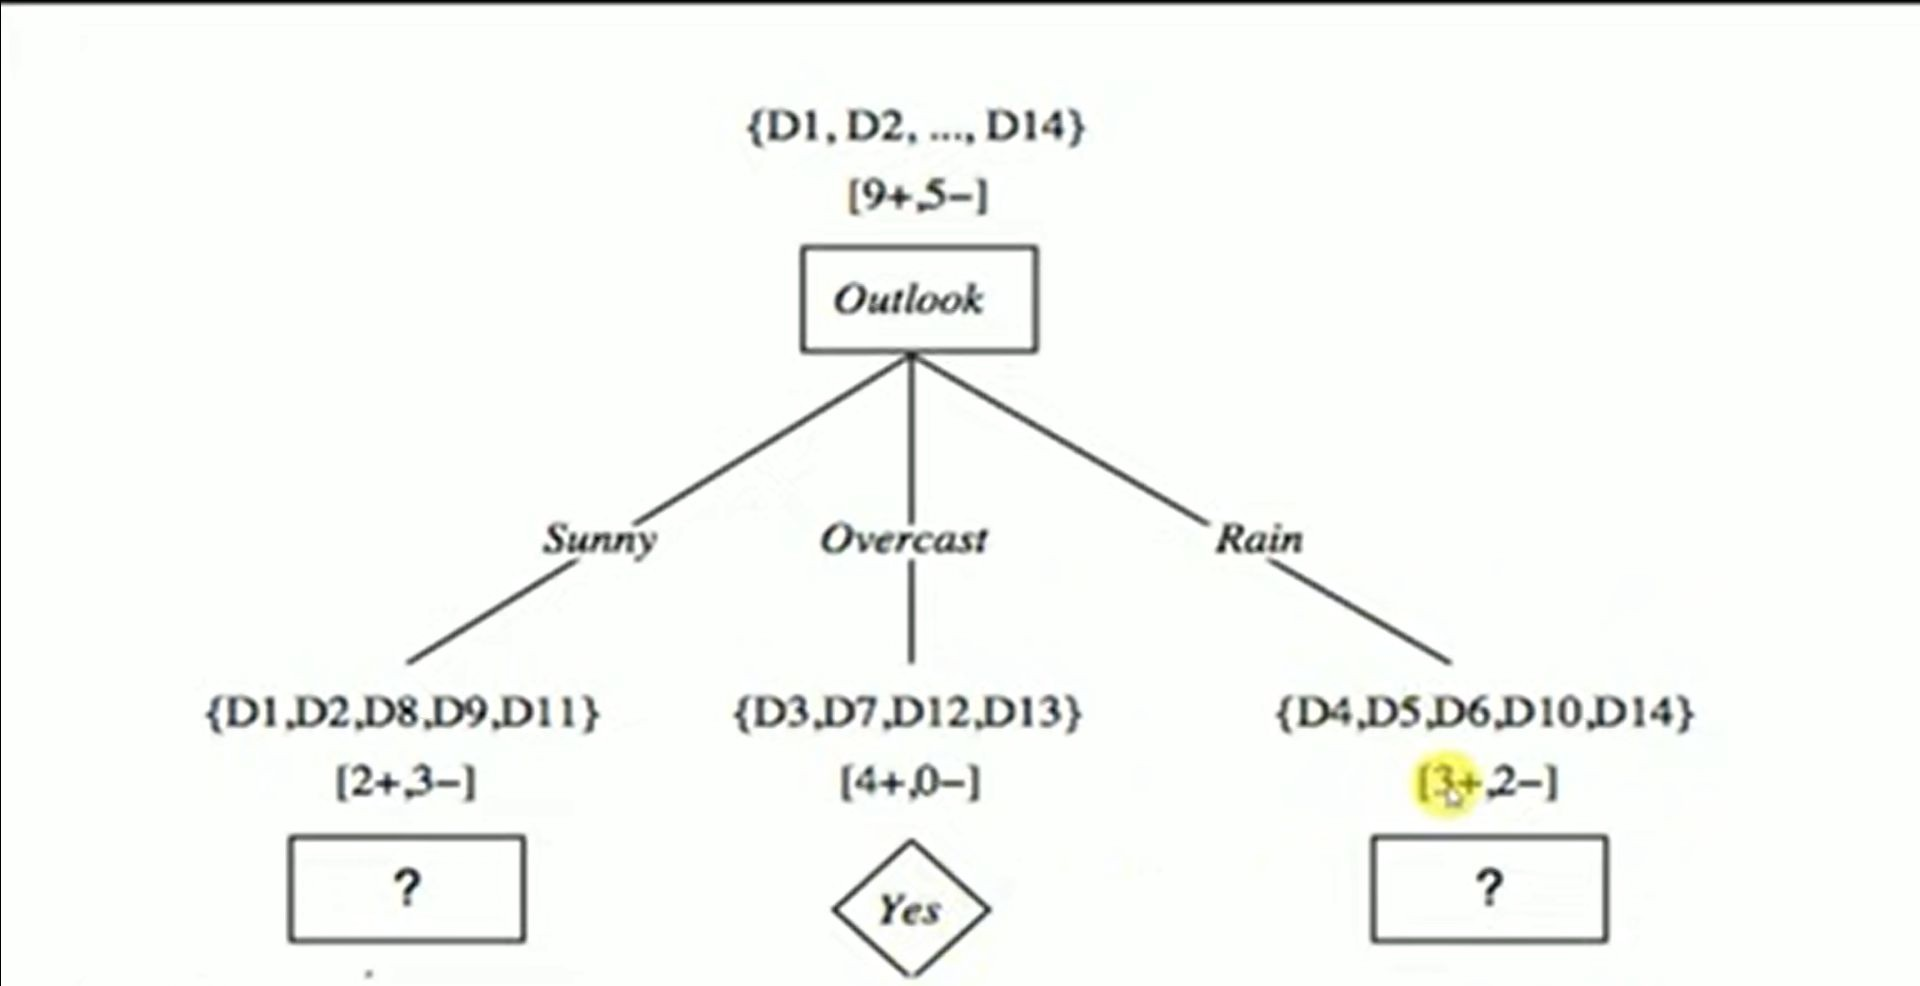 {D1, D2, ..., D14}
[9+,5−]
Outlook
Sunny
Overcast
Rain
{D1,D2,D8,D9,D11}
{D3,D7,D12,D13}
{D4,D5,D6,D10,D14}
[2+,3−]
[4+,0−]
[3+,2−]
?
Yes
?